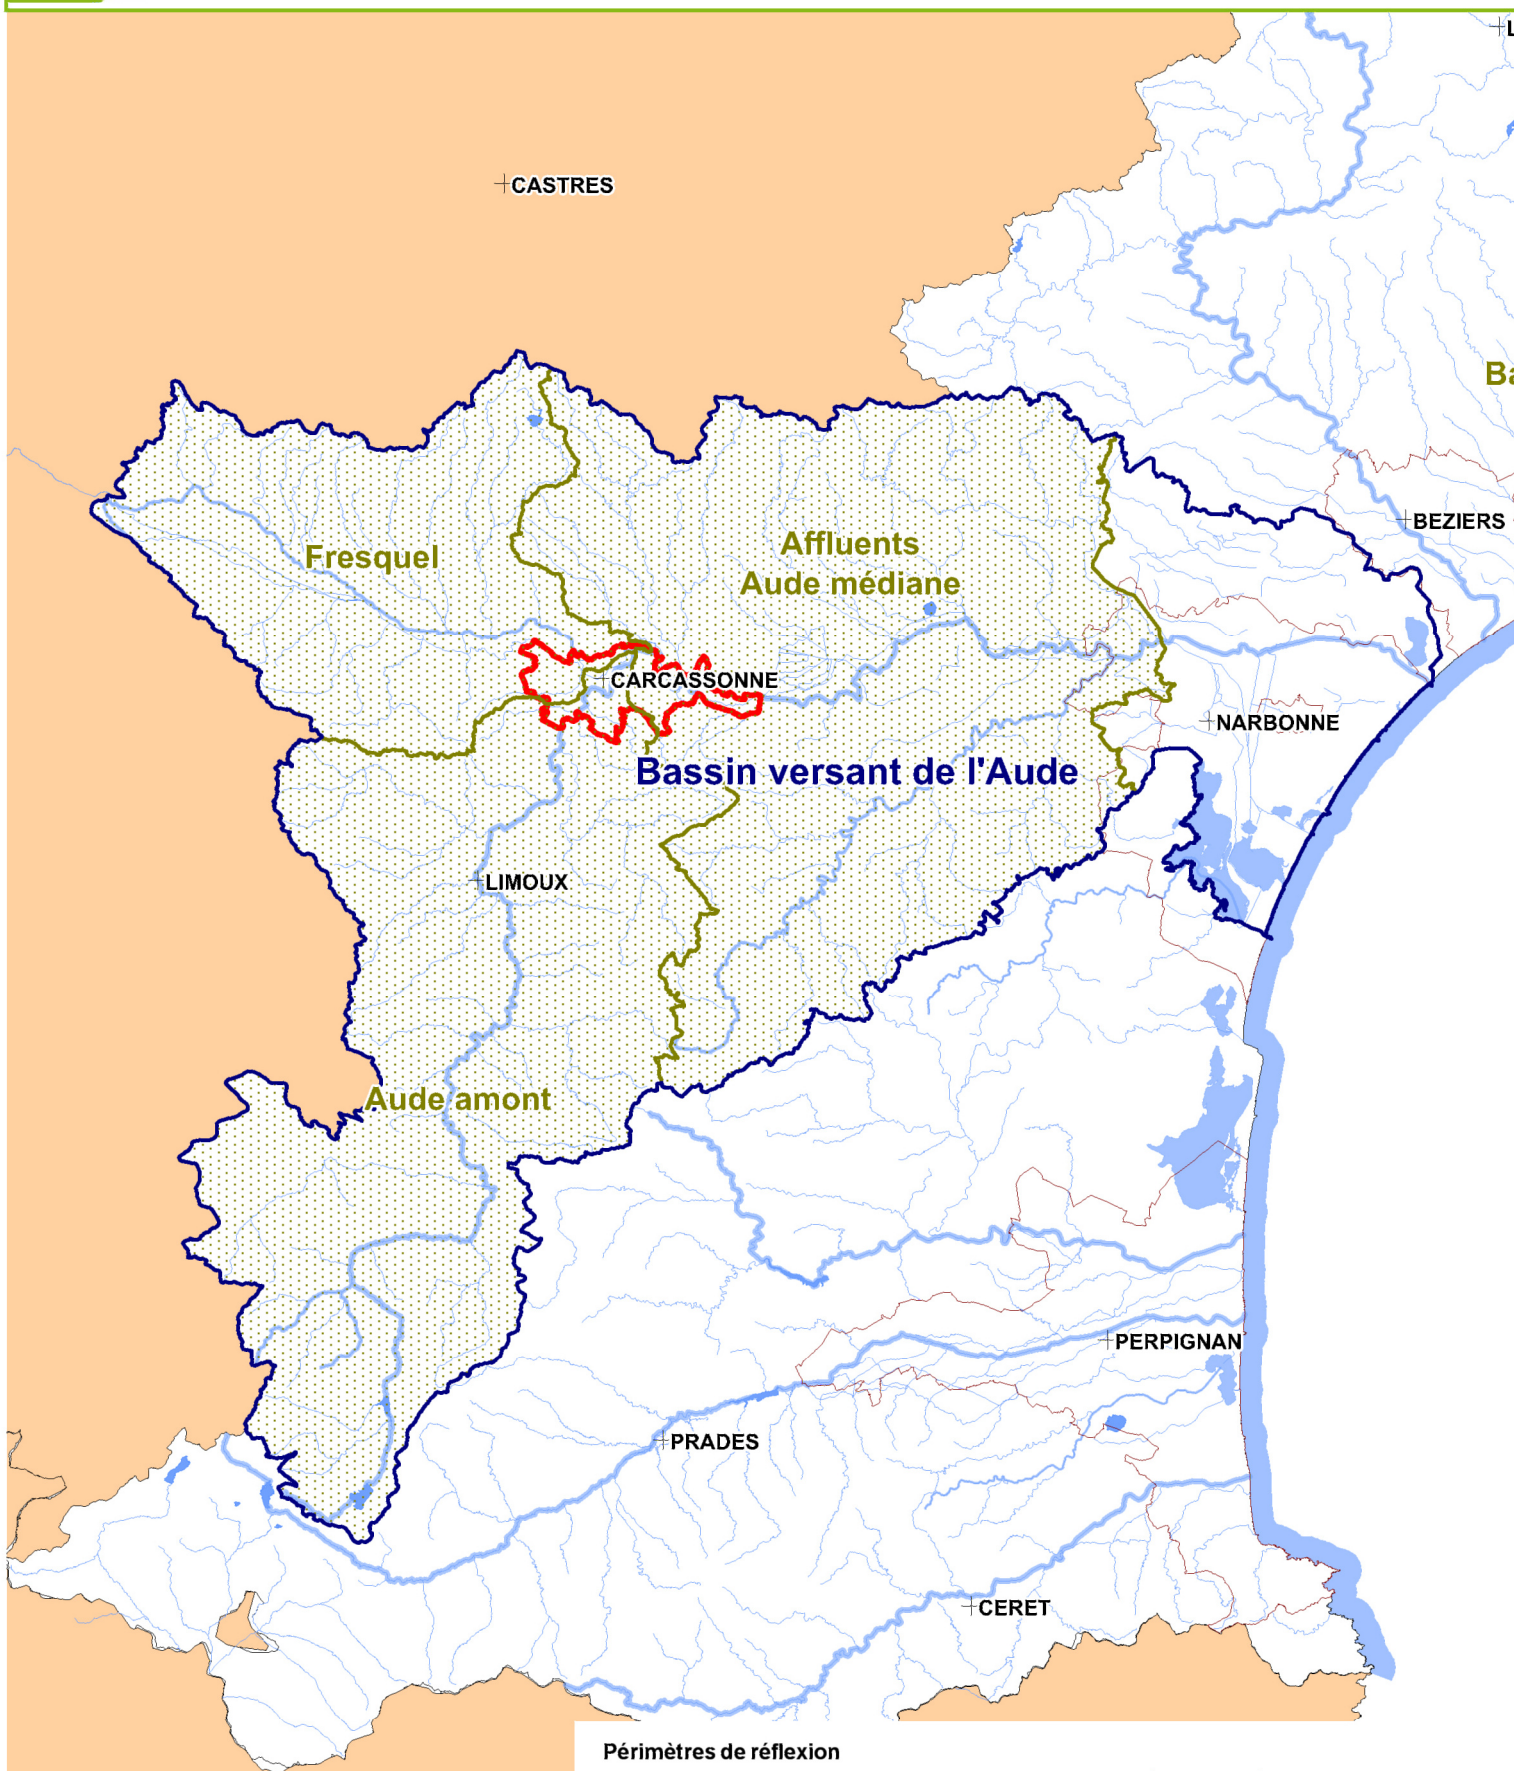 CASTRES
BEZIERS
Fresquel
Affluents
Aude médiane
CARCASSONNE
NARBONNE
Bassin versant de l'Aude
LIMOUX
Aude amont
PERPIGNAN
PRADES
CERET
Périmètres de réflexion